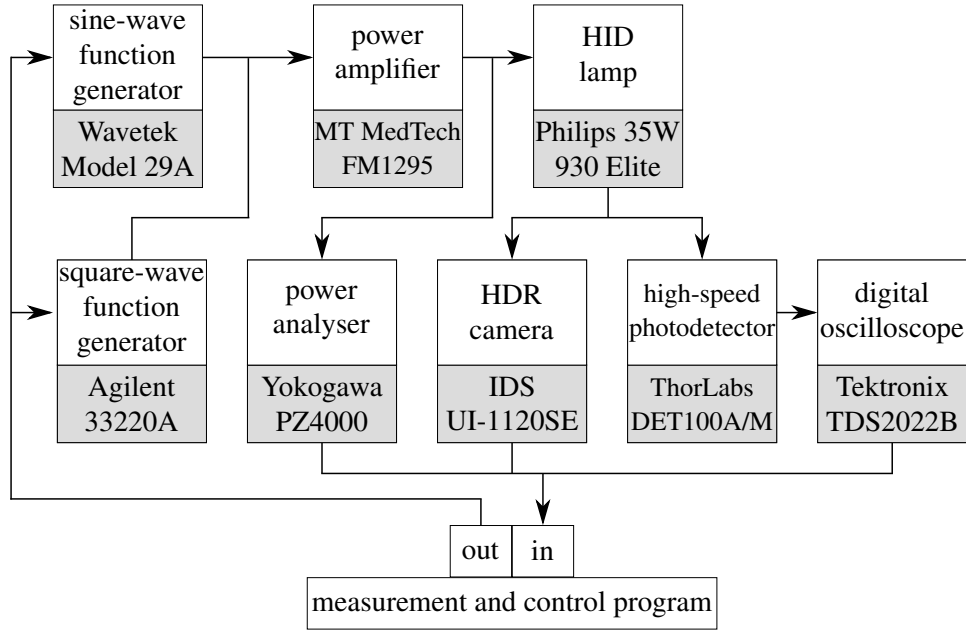 sine-wave
function
generator
Wavetek
Model 29A
power
amplifier
MT MedTech
FM1295
HID
lamp
Philips 35W
930 Elite
square-wave
function
generator
Agilent
33220A
power
analyser
Yokogawa
PZ4000
HDR
camera
IDS
UI-1120SE
high-speed
photodetector
ThorLabs
DET100A/M
digital
oscilloscope
Tektronix
TDS2022B
out
in
measurement and control program